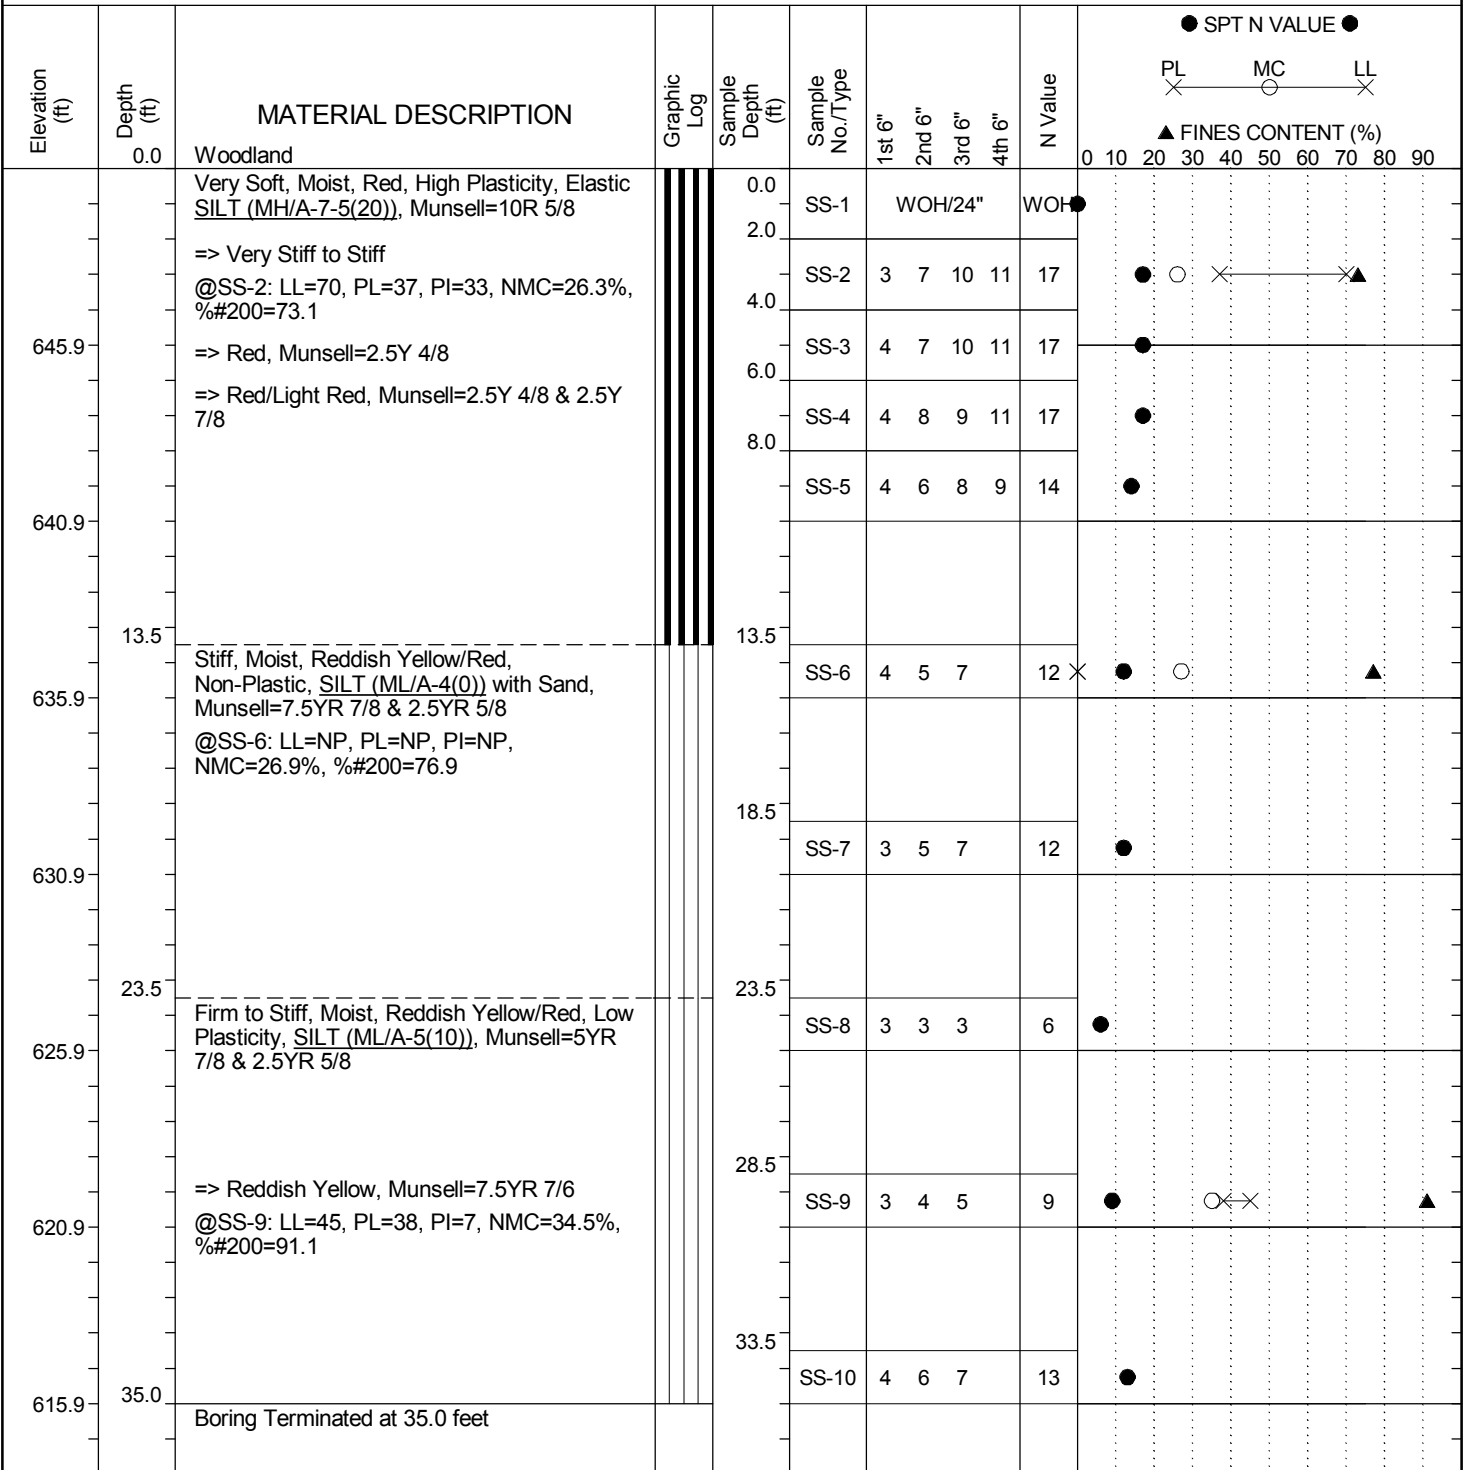 ● SPT N VALUE ●
PL MC LL
▲ FINES CONTENT (%)
0 10 20 30 40 50 60 70 80 90
Elevation (ft)
Depth (ft)
MATERIAL DESCRIPTION
Graphic Log
Sample Depth (ft)
Sample No./Type
1st 6"
2nd 6"
3rd 6"
4th 6"
N Value
0.0 Woodland
Very Soft, Moist, Red, High Plasticity, Elastic
SILT (MH/A-7-5(20)), Munsell=10R 5/8
0.0
SS-1 WOH/24" WOH
2.0
=> Very Stiff to Stiff
@SS-2: LL=70, PL=37, PI=33, NMC=26.3%,
%#200=73.1
SS-2 3 7 10 11 17
4.0
645.9
=> Red, Munsell=2.5Y 4/8
SS-3 4 7 10 11 17
6.0
=> Red/Light Red, Munsell=2.5Y 4/8 & 2.5Y
7/8
SS-4 4 8 9 11 17
8.0
SS-5 4 6 8 9 14
640.9
13.5
13.5
Stiff, Moist, Reddish Yellow/Red,
Non-Plastic, SILT (ML/A-4(0)) with Sand,
Munsell=7.5YR 7/8 & 2.5YR 5/8
SS-6 4 5 7 12
635.9
@SS-6: LL=NP, PL=NP, PI=NP,
NMC=26.9%, %#200=76.9
18.5
SS-7 3 5 7 12
630.9
23.5
23.5
Firm to Stiff, Moist, Reddish Yellow/Red, Low
Plasticity, SILT (ML/A-5(10)), Munsell=5YR
7/8 & 2.5YR 5/8
SS-8 3 3 3 6
625.9
28.5
=> Reddish Yellow, Munsell=7.5YR 7/6
@SS-9: LL=45, PL=38, PI=7, NMC=34.5%,
%#200=91.1
SS-9 3 4 5 9
620.9
33.5
SS-10 4 6 7 13
615.9
35.0
Boring Terminated at 35.0 feet